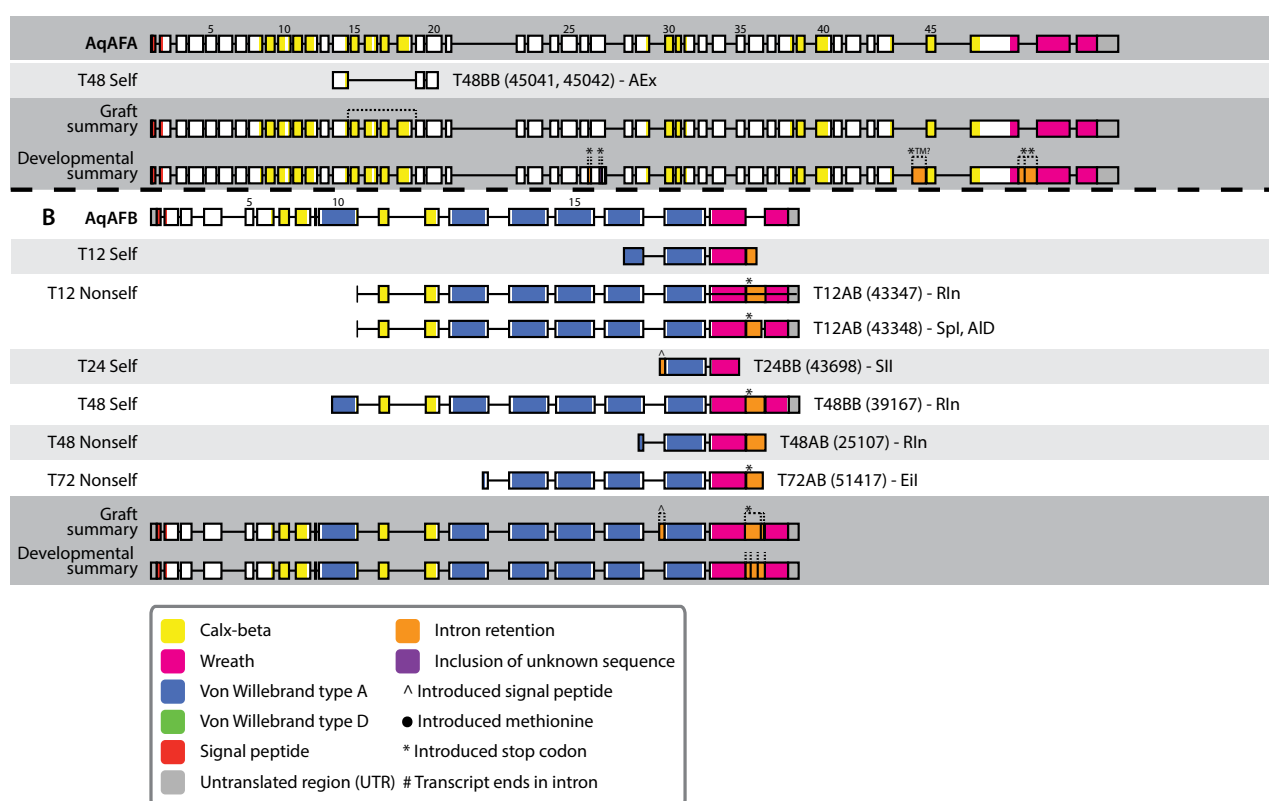 5 10 15 20 25 30 35 40 45
AqAFA
T48 Self T48BB (45041, 45042) - AEx
Graft
summary
Developmental
summary
* * *TM? **
B AqAFB 5 10 15
T12 Self
*
T12 Nonself T12AB (43347) - RIn
*
T12AB (43348) - SpI, AlD
^
T24 Self T24BB (43698) - SII
*
T48 Self T48BB (39167) - RIn
T48 Nonself T48AB (25107) - RIn
*
T72 Nonself T72AB (51417) - EiI
^ *
Graft
summary
Developmental
summary
Calx-beta
Wreath
Von Willebrand type A
Von Willebrand type D
Signal peptide
Untranslated region (UTR)
Intron retention
Inclusion of unknown sequence
^ Introduced signal peptide
● Introduced methionine
* Introduced stop codon
# Transcript ends in intron